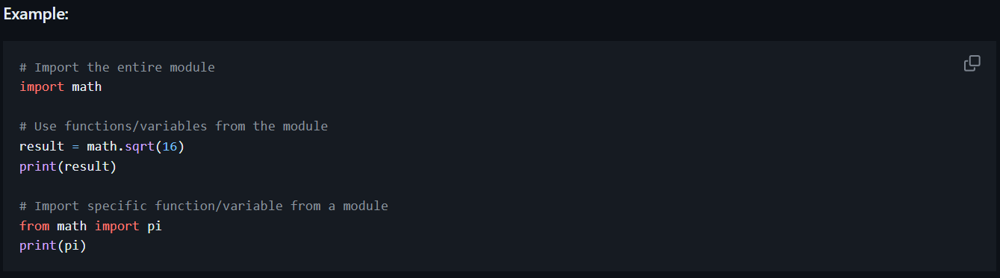 Example:
# Import the entire module
import math
# Use functions/variables from the module
result = math.sqrt(16)
print(result)
# Import specific function/variable from a module
from math import pi
print(pi)